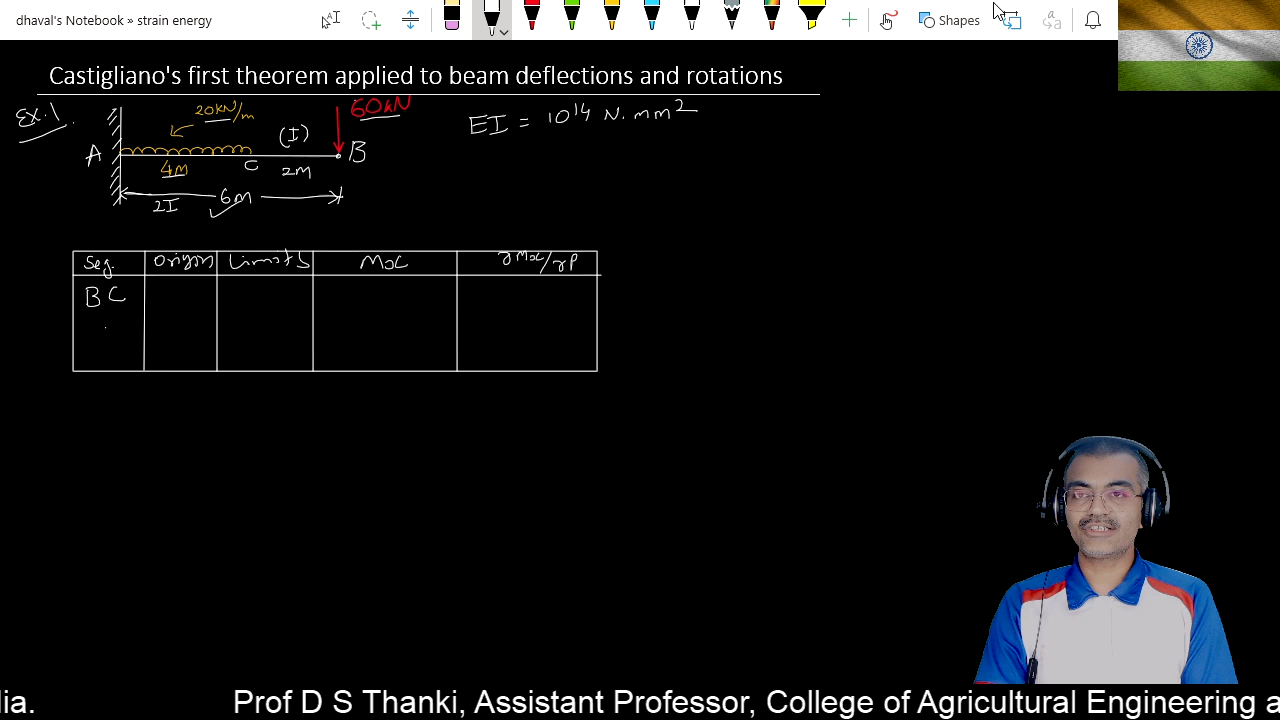 dhaval's Notebook » strain energy
Shapes
Castigliano's first theorem applied to beam deflections and rotations
Ex.1
20kN/m
60kN
EI = 10^14 N.mm^2
(I)
A
B
4m
C
2m
6m
2I
Seg.
Origin
Limits
Mx
∂Mx/∂P
BC
lia.
Prof D S Thanki, Assistant Professor, College of Agricultural Engineering a